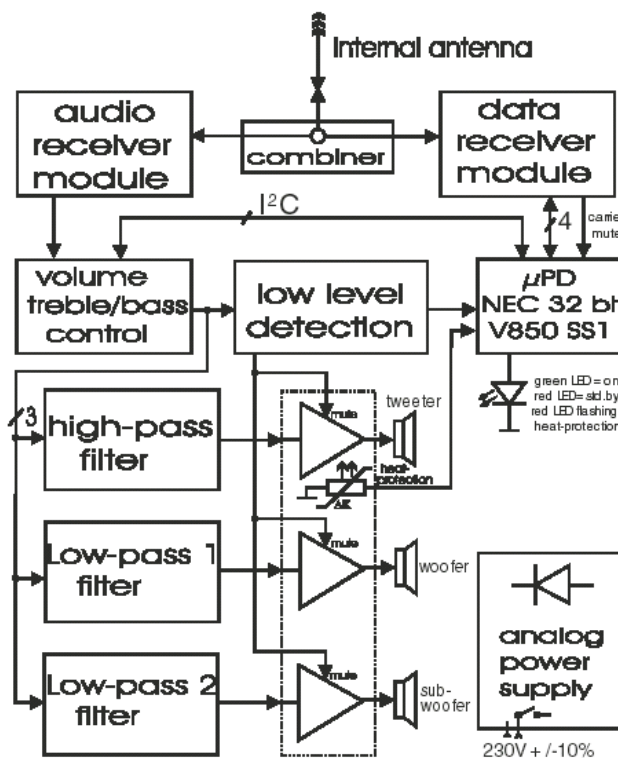 Internal antenna
audio
receiver
module
combiner
data
receiver
module
I²C
4
carrie
mute
volume
treble/bass
control
low level
detection
µPD
NEC 32 bit
V850 SS1
green LED = on
red LED= std.by
red LED flashing
heat-protection
3
high-pass
filter
mute
tweeter
heat-
protection
Low-pass 1
filter
mute
woofer
Low-pass 2
filter
mute
sub-
woofer
analog
power
supply
230V + /-10%